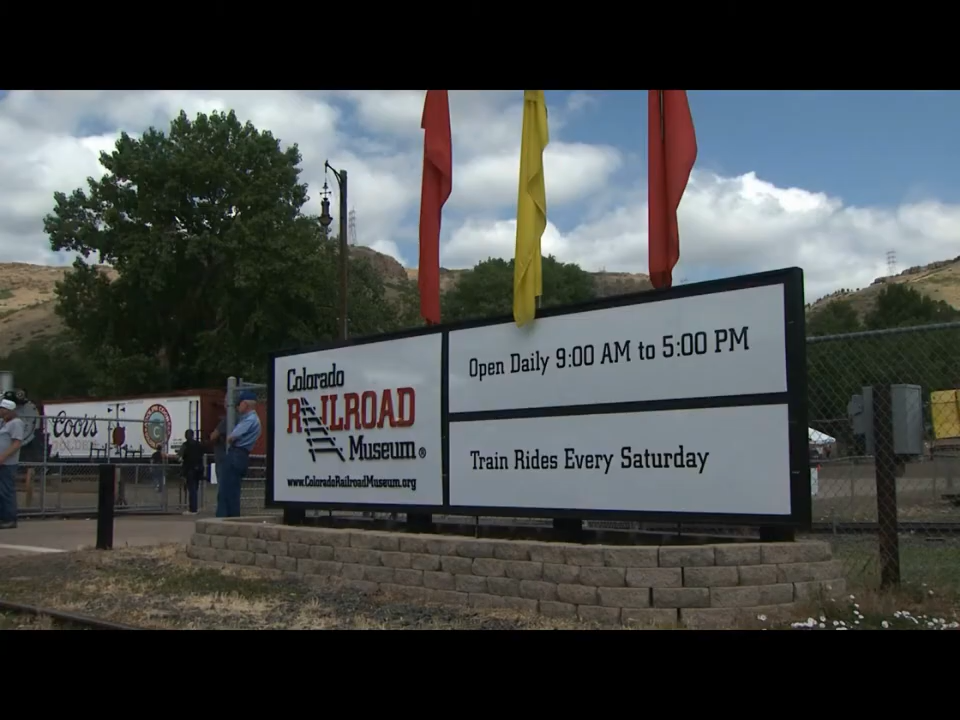 Colorado
RAILROAD
Museum®
www.ColoradoRailroadMuseum.org
Open Daily 9:00 AM to 5:00 PM
Train Rides Every Saturday
Coors
GOLDEN